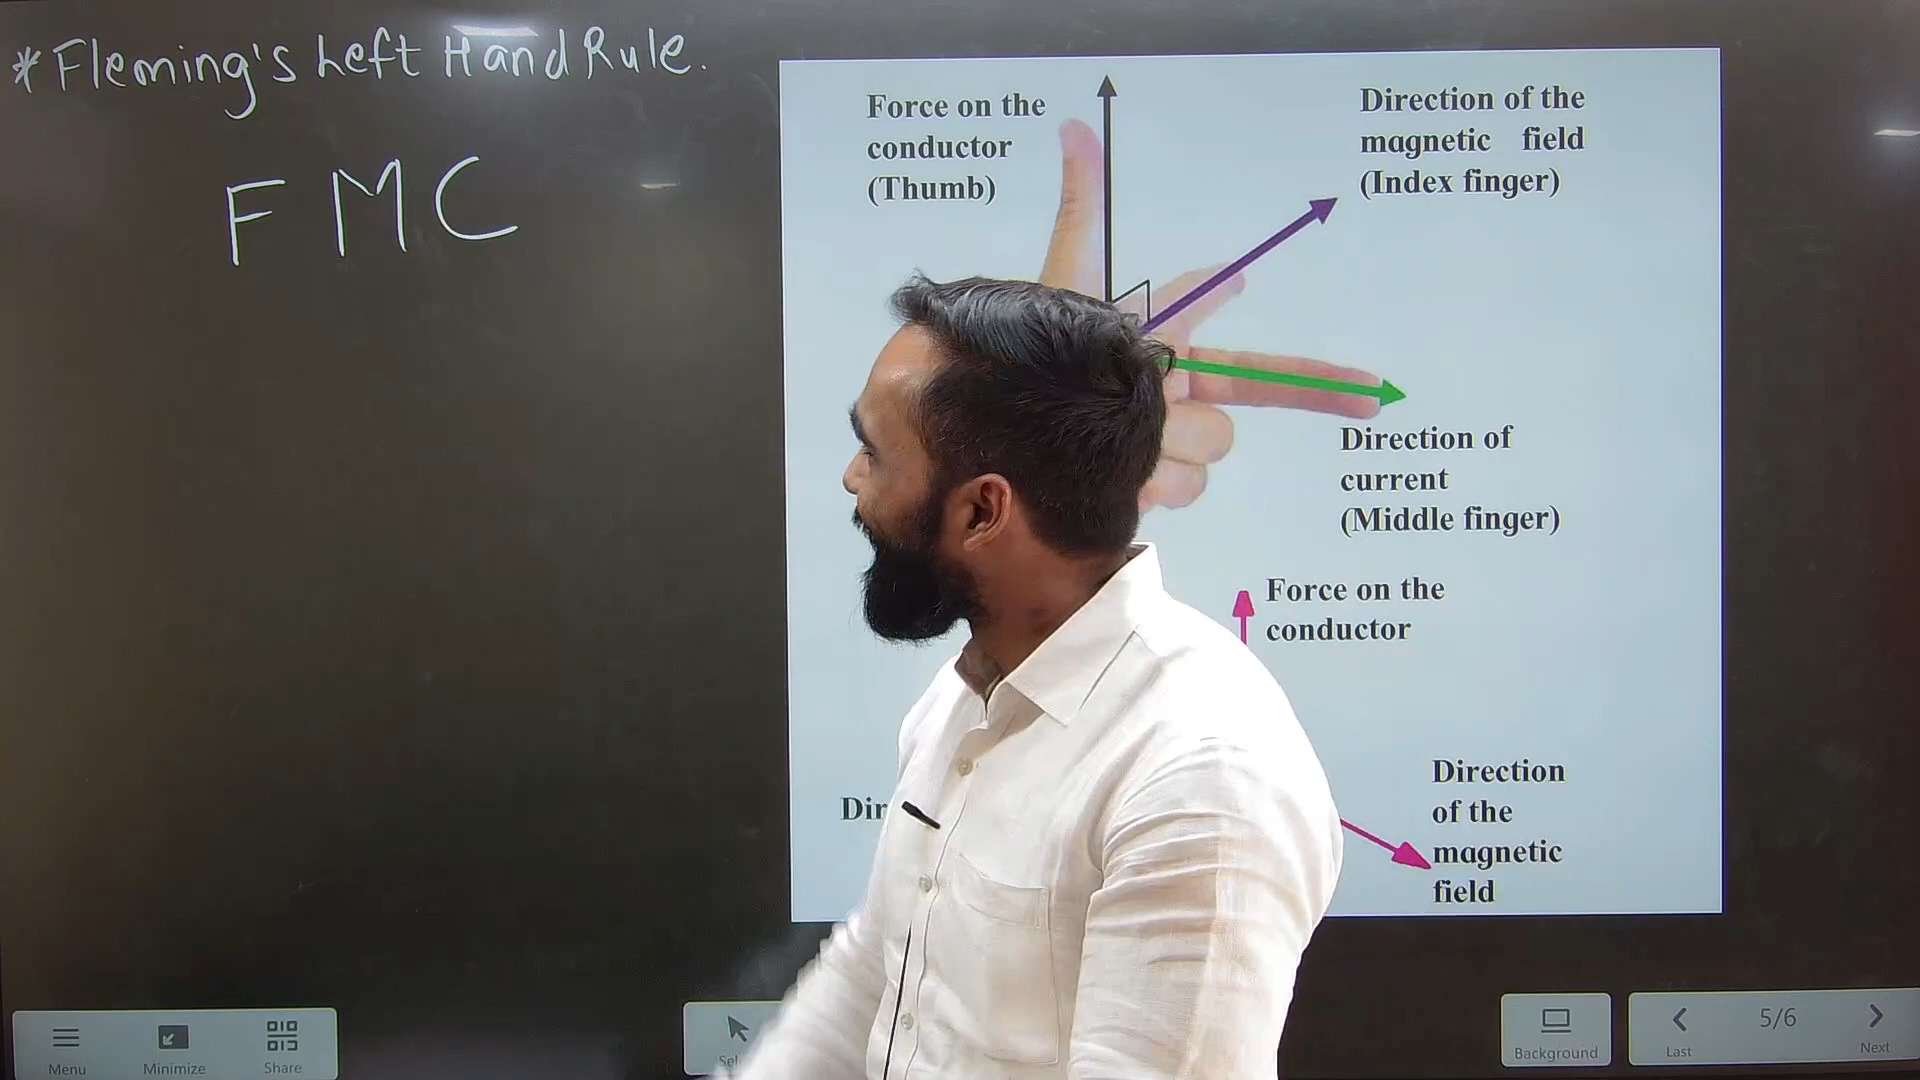 *Fleming's Left Hand Rule.
F M C
Force on the
conductor
(Thumb)
Direction of the
magnetic field
(Index finger)
Direction of
current
(Middle finger)
Force on the
conductor
Direction
of the
magnetic
field
Menu
Minimize
Share
Background
Last
5/6
Next